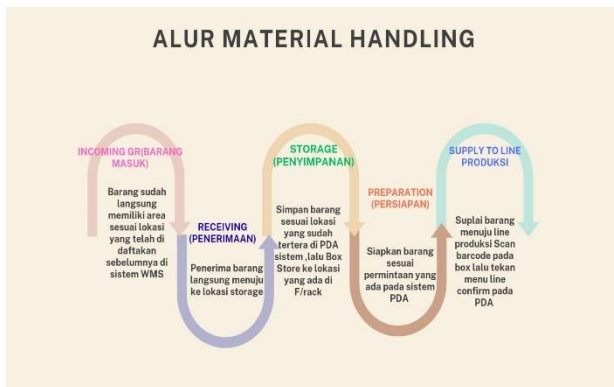 ALUR MATERIAL HANDLING
INCOMING GR(BARANG
MASUK)
Barang sudah
langsung
memiliki area
sesuai lokasi
yang telah di
daftakan
sebelumnya di
sistem WMS
RECEIVING
(PENERIMAAN)
Penerima barang
langsung menuju
ke lokasi storage
STORAGE
(PENYIMPANAN)
Simpan barang
sesuai lokasi
yang sudah
tertera di PDA
sistem ,lalu Box
Store ke lokasi
yang ada di
F/rack
PREPARATION
(PERSIAPAN)
Siapkan barang
sesuai
permintaan yang
ada pada sistem
PDA
SUPPLY TO LINE
PRODUKSI
Suplai barang
menuju line
produksi Scan
barcode pada
box lalu tekan
menu line
confirm pada
PDA